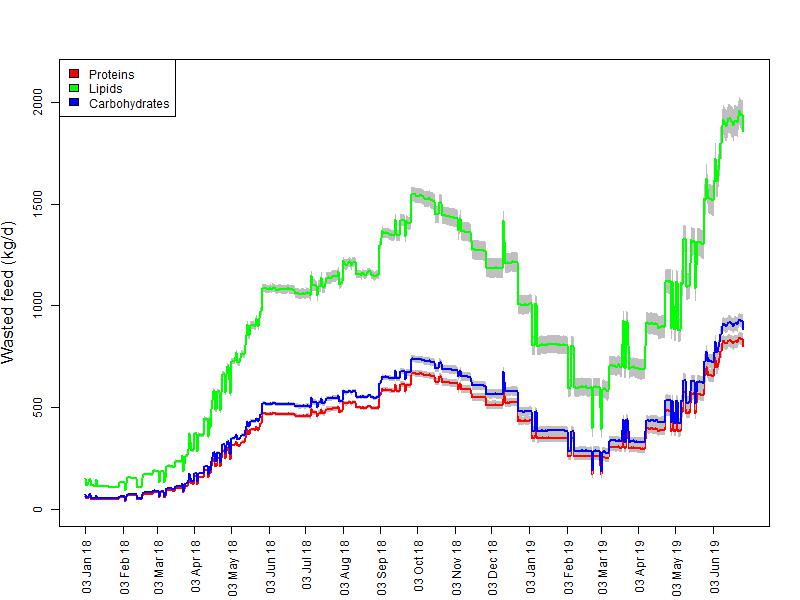 Proteins
Lipids
Carbohydrates
Wasted feed (kg/d)
2000
1500
1000
500
0
03 Jan 18
03 Feb 18
03 Mar 18
03 Apr 18
03 May 18
03 Jun 18
03 Jul 18
03 Aug 18
03 Sep 18
03 Oct 18
03 Nov 18
03 Dec 18
03 Jan 19
03 Feb 19
03 Mar 19
03 Apr 19
03 May 19
03 Jun 19